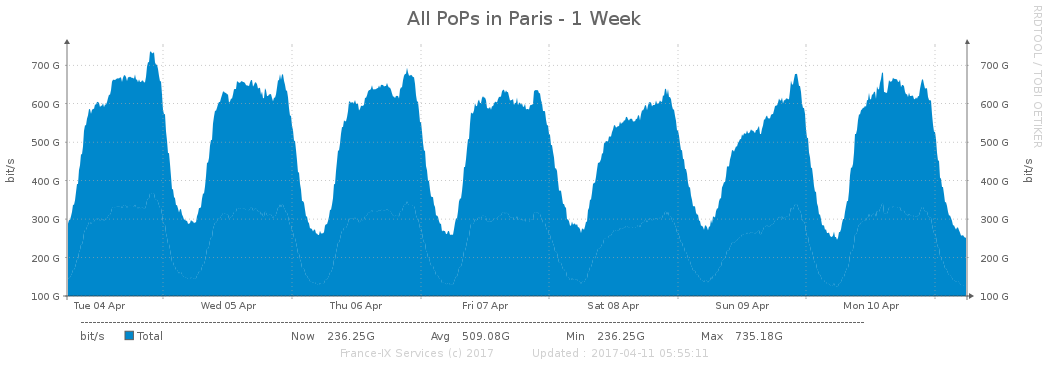 All PoPs in Paris - 1 Week
RRDTOOL / TOBI OETIKER
bit/s
700 G 700 G
600 G 600 G
500 G 500 G
400 G 400 G
300 G 300 G
200 G 200 G
100 G 100 G
bit/s
Tue 04 Apr Wed 05 Apr Thu 06 Apr Fri 07 Apr Sat 08 Apr Sun 09 Apr Mon 10 Apr
bit/s Total Now 236.25G Avg 509.08G Min 236.25G Max 735.18G
France-IX Services (c) 2017 Updated : 2017-04-11 05:55:11